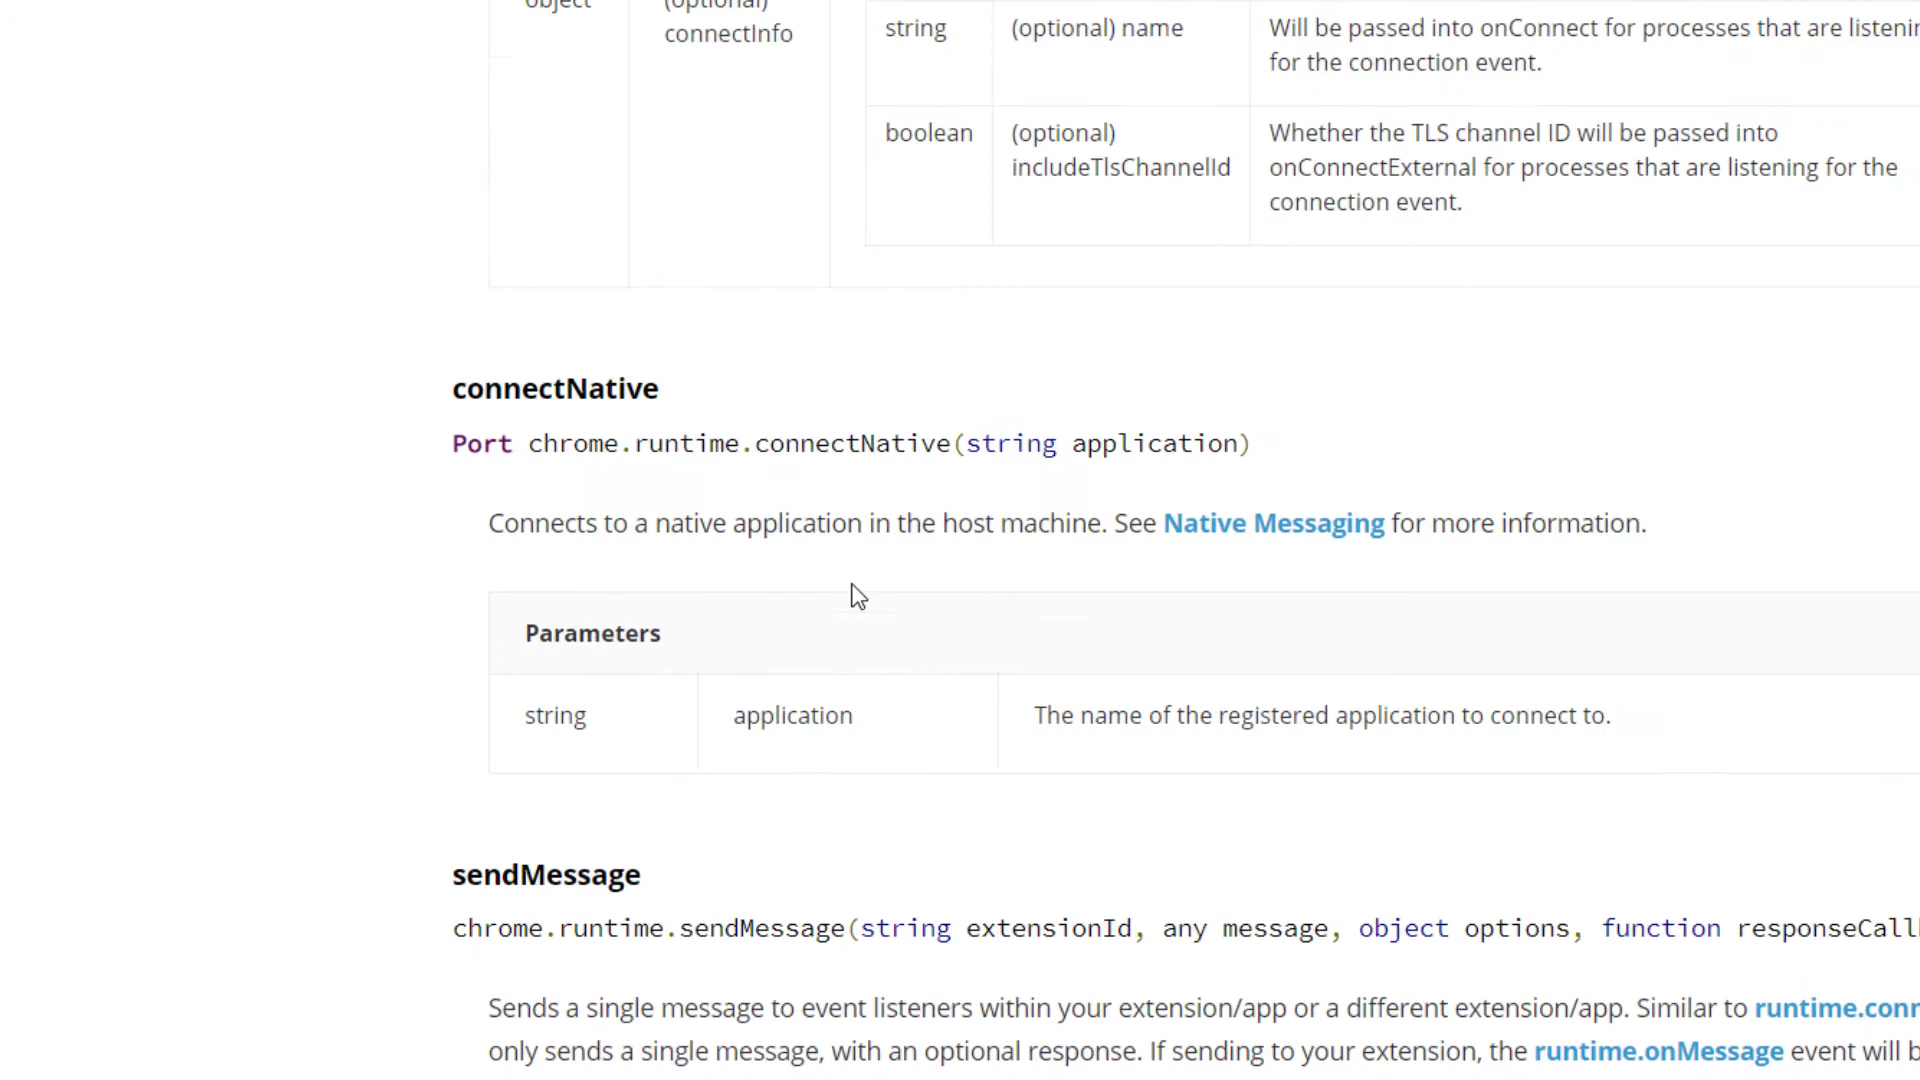 object
(optional)
connectInfo
string
(optional) name
Will be passed into onConnect for processes that are
for the connection event.
boolean
(optional)
includeTlsChannelId
Whether the TLS channel ID will be passed into
onConnectExternal for processes that are listening for the
connection event.
connectNative
Port chrome.runtime.connectNative(string application)
Connects to a native application in the host machine. See Native Messaging for more information.
Parameters
string
application
The name of the registered application to connect to.
sendMessage
chrome.runtime.sendMessage(string extensionId, any message, object options, function
Sends a single message to event listeners within your extension/app or a different extension/app. Similar to
only sends a single message, with an optional response. If sending to your extension, the runtime.onMessage event will